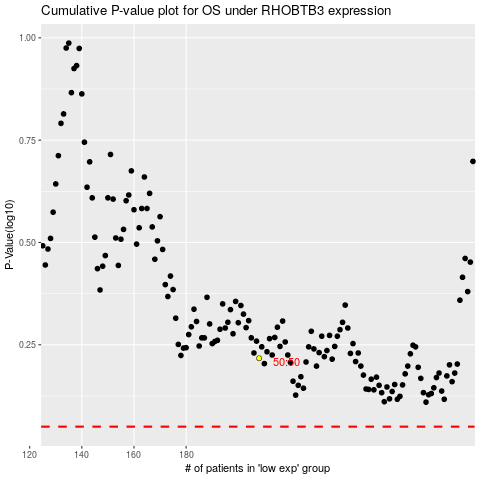 Cumulative P-value plot for OS under RHOBTB3 expression
P-Value(log10)
1.00
0.75
0.50
0.25
50:50
120 140 160 180
# of patients in 'low exp' group